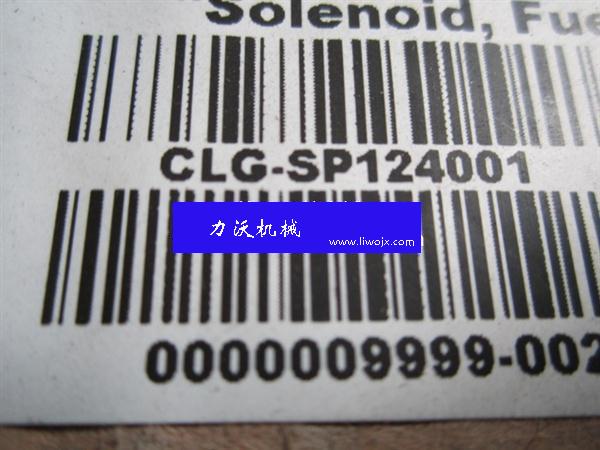 Solenoid, Fue
CLG-SP124001
力沃机械
www.liwojx.com
0000009999-002